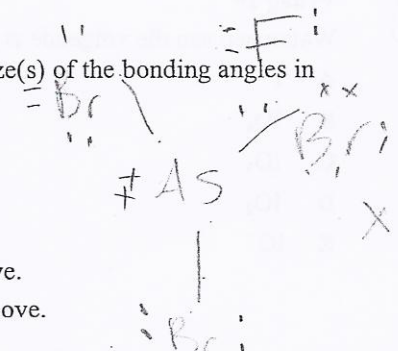 F
ze(s) of the bonding angles in
Br
Br
As
X
ve.
ove.
Br